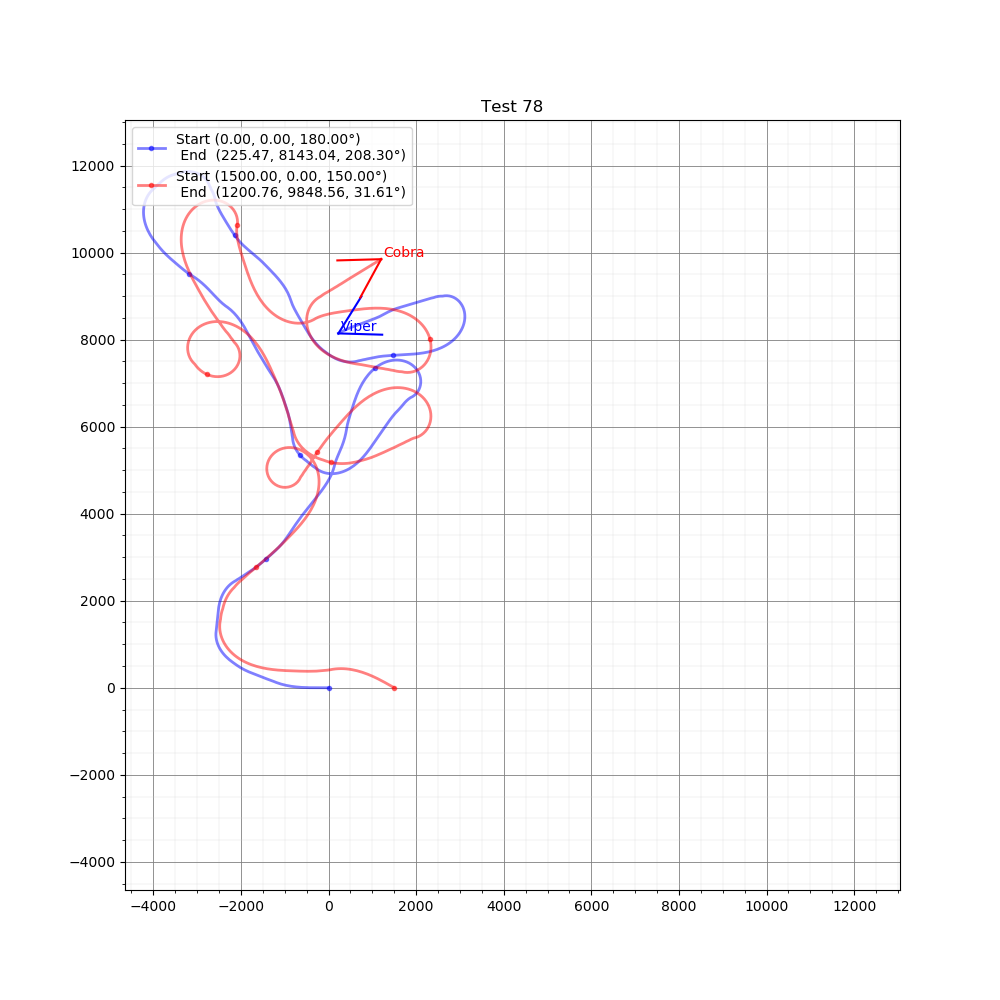 Test 78
Start (0.00, 0.00, 180.00°)
End (225.47, 8143.04, 208.30°)
Start (1500.00, 0.00, 150.00°)
End (1200.76, 9848.56, 31.61°)
12000
10000
8000
6000
4000
2000
0
−2000
−4000
Cobra
Viper
−4000 −2000 0 2000 4000 6000 8000 10000 12000